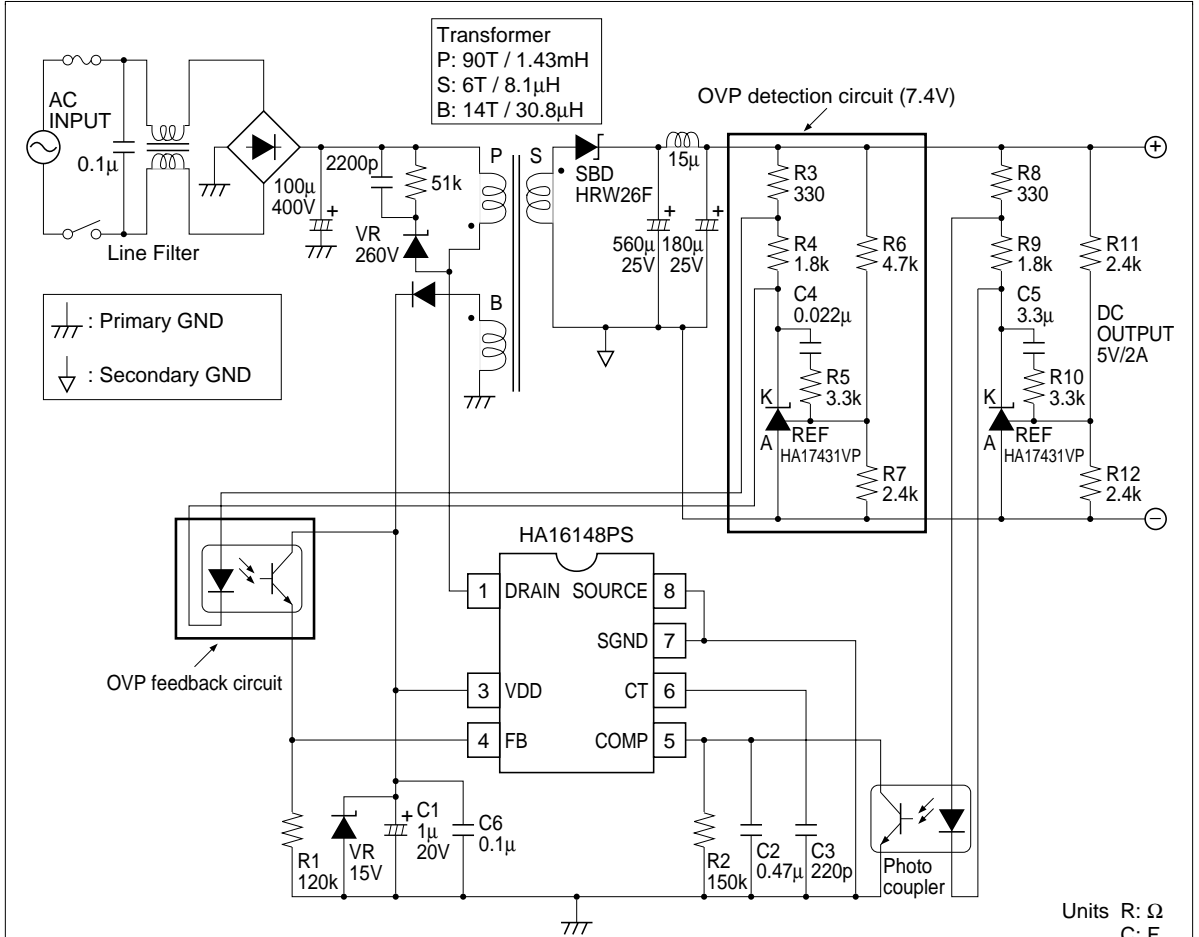 Transformer
P: 90T / 1.43mH
S: 6T / 8.1μH
B: 14T / 30.8μH
OVP detection circuit (7.4V)
AC
INPUT
0.1μ
Line Filter
100μ
400V
+
2200p
51k
VR
260V
P
S
B
SBD
HRW26F
15μ
+
560μ
25V
+
180μ
25V
R3
330
R4
1.8k
R6
4.7k
C4
0.022μ
R5
3.3k
K
A
REF
HA17431VP
R7
2.4k
R8
330
R9
1.8k
R11
2.4k
C5
3.3μ
R10
3.3k
DC
OUTPUT
5V/2A
K
A
REF
HA17431VP
R12
2.4k
+
−
: Primary GND
: Secondary GND
OVP feedback circuit
HA16148PS
1 DRAIN
SOURCE 8
SGND 7
3 VDD
CT 6
4 FB
COMP 5
R1
120k
VR
15V
+
C1
1μ
20V
C6
0.1μ
R2
150k
C2
0.47μ
C3
220p
Photo
coupler
Units R: Ω
C: F